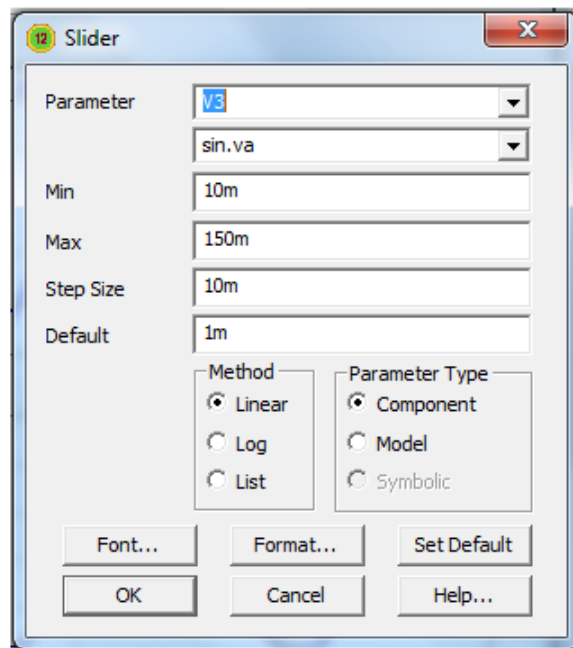 12 Slider X
Parameter V3
sin.va
Min 10m
Max 150m
Step Size 10m
Default 1m
Method Parameter Type
Linear Component
Log Model
List Symbolic
Font... Format... Set Default
OK Cancel Help...